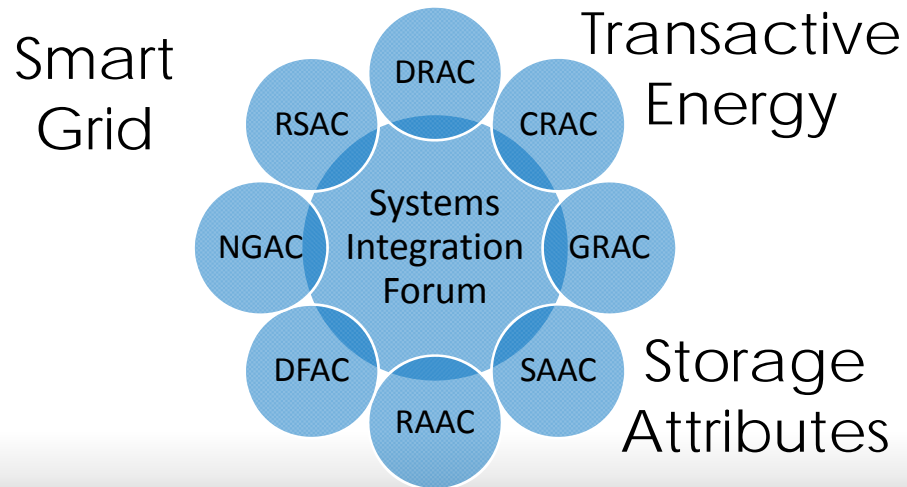 Smart
Grid
Transactive
Energy
DRAC
RSAC
CRAC
Systems
Integration
Forum
NGAC
GRAC
DFAC
SAAC
RAAC
Storage
Attributes